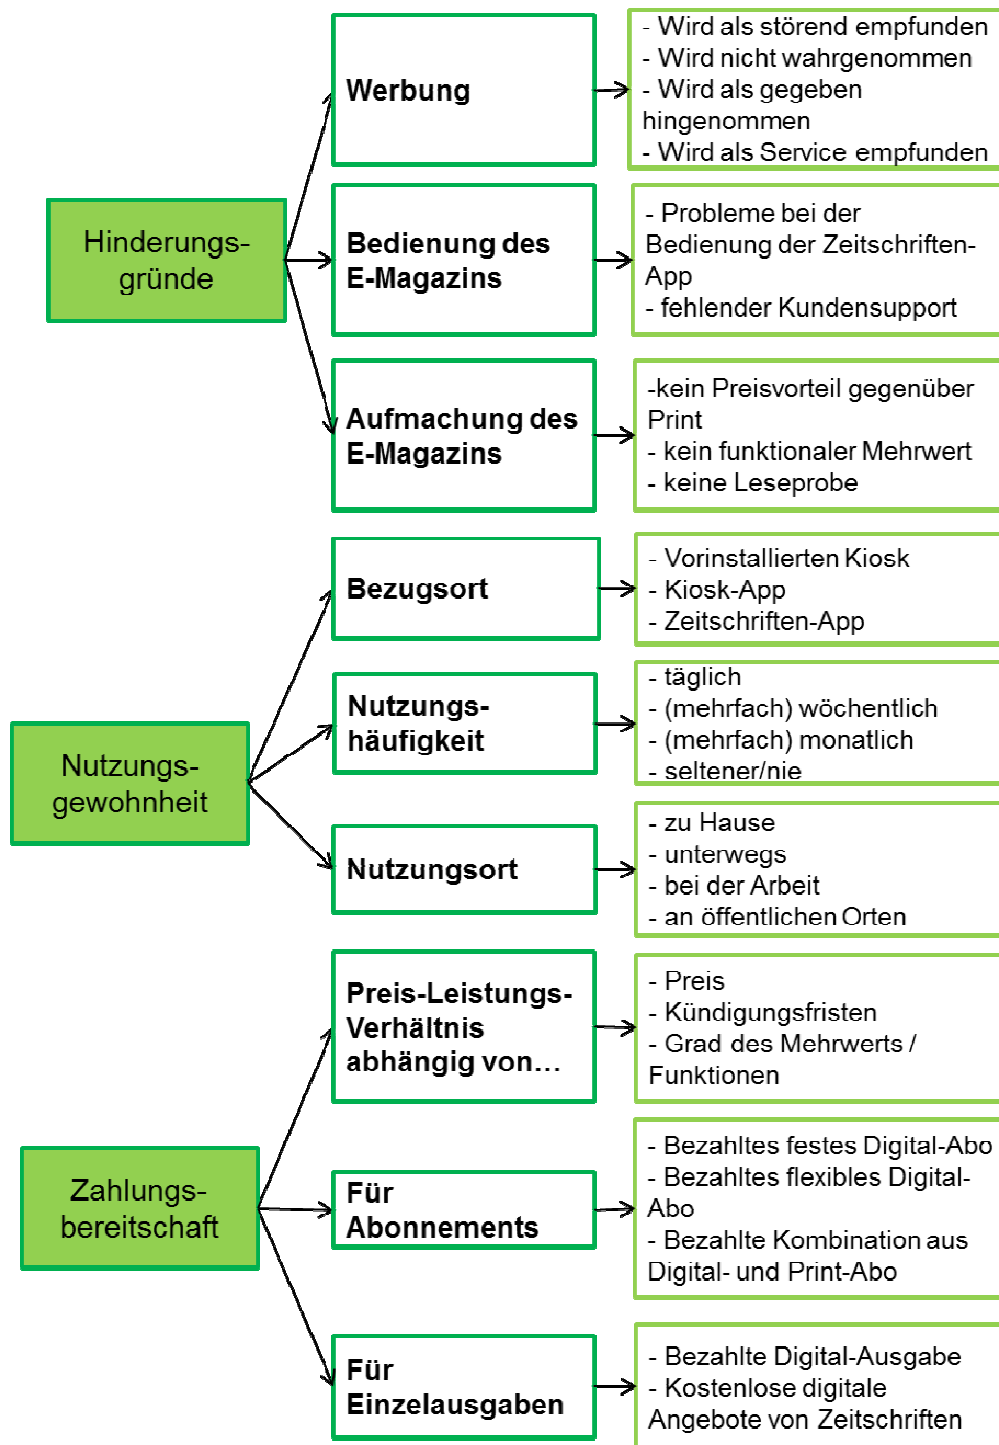 Hinderungs-
gründe
Werbung
- Wird als störend empfunden
- Wird nicht wahrgenommen
- Wird als gegeben
hingenommen
- Wird als Service empfunden
Bedienung des
E-Magazins
- Probleme bei der
Bedienung der Zeitschriften-
App
- fehlender Kundensupport
Aufmachung des
E-Magazins
-kein Preisvorteil gegenüber
Print
- kein funktionaler Mehrwert
- keine Leseprobe
Nutzungs-
gewohnheit
Bezugsort
- Vorinstallierten Kiosk
- Kiosk-App
- Zeitschriften-App
Nutzungs-
häufigkeit
- täglich
- (mehrfach) wöchentlich
- (mehrfach) monatlich
- seltener/nie
Nutzungsort
- zu Hause
- unterwegs
- bei der Arbeit
- an öffentlichen Orten
Zahlungs-
bereitschaft
Preis-Leistungs-
Verhältnis
abhängig von...
- Preis
- Kündigungsfristen
- Grad des Mehrwerts /
Funktionen
Für
Abonnements
- Bezahltes festes Digital-Abo
- Bezahltes flexibles Digital-
Abo
- Bezahlte Kombination aus
Digital- und Print-Abo
Für
Einzelausgaben
- Bezahlte Digital-Ausgabe
- Kostenlose digitale
Angebote von Zeitschriften